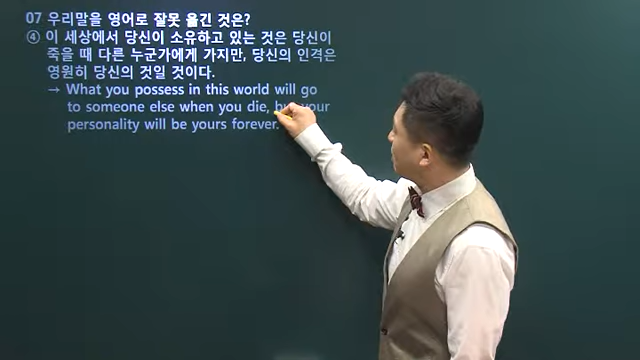 07 우리말을 영어로 잘못 옮긴 것은?
④ 이 세상에서 당신이 소유하고 있는 것은 당신이
죽을 때 다른 누군가에게 가지만, 당신의 인격은
영원히 당신의 것일 것이다.
→ What you possess in this world will go
to someone else when you die, your
personality will be yours forever.